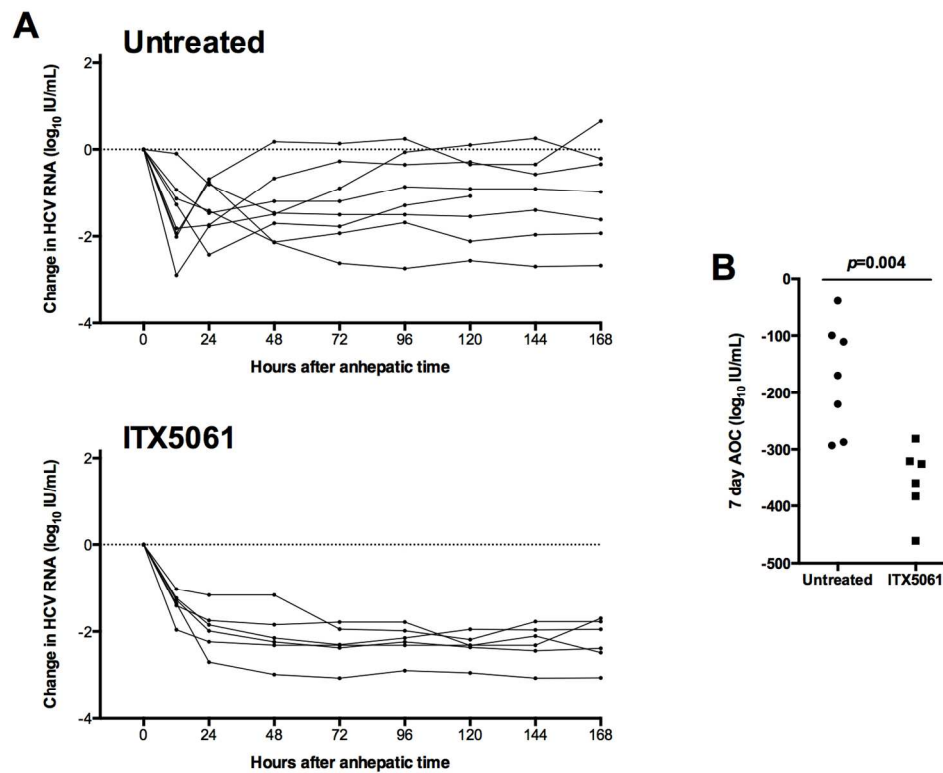 A
Untreated
Change in HCV RNA (log10 IU/mL)
2
0
-2
-4
0 24 48 72 96 120 144 168
Hours after anhepatic time
ITX5061
Change in HCV RNA (log10 IU/mL)
2
0
-2
-4
0 24 48 72 96 120 144 168
Hours after anhepatic time
B
p=0.004
7 day AOC (log10 IU/mL)
0
-100
-200
-300
-400
-500
Untreated ITX5061